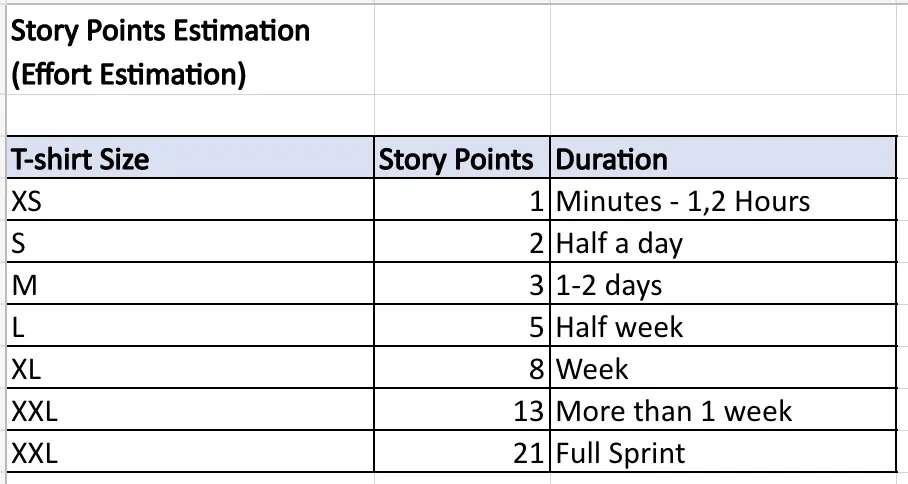 Story Points Estimation
(Effort Estimation)
T-shirt Size Story Points Duration
XS 1 Minutes - 1,2 Hours
S 2 Half a day
M 3 1-2 days
L 5 Half week
XL 8 Week
XXL 13 More than 1 week
XXL 21 Full Sprint